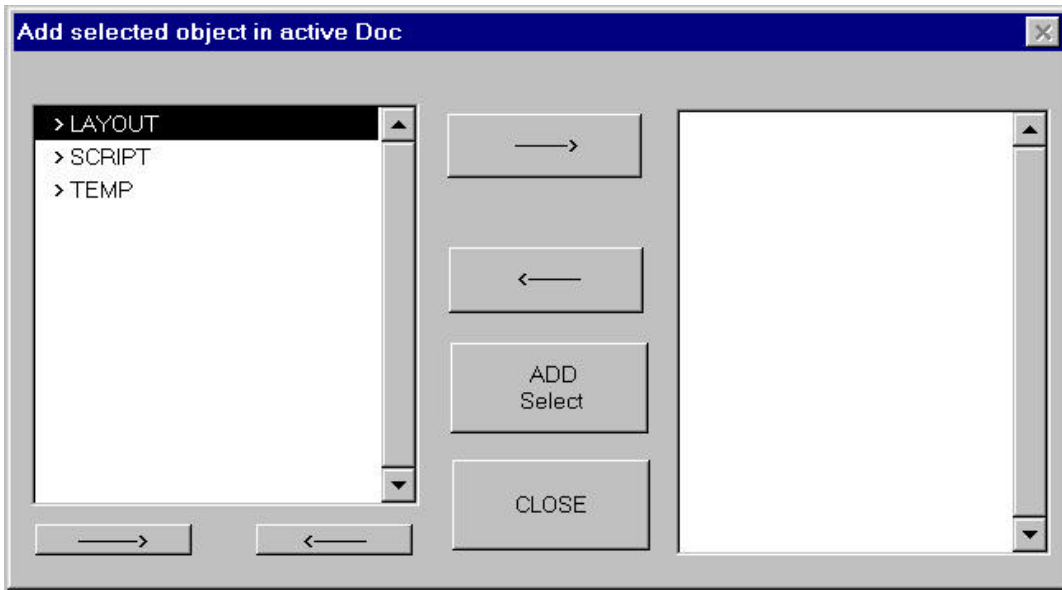 Add selected object in active Doc
> LAYOUT
> SCRIPT
> TEMP
ADD
Select
CLOSE